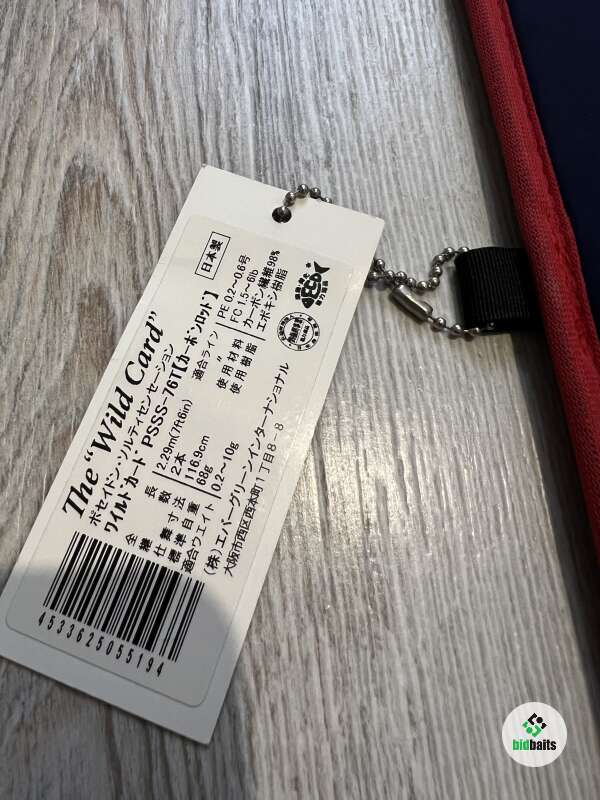 The "Wild Card"
ポセイドン・ソルティセンセーション
ワイルドカード PSSS-76T【カーボンロッド】
日本製
全長 2.29m(7ft6in)
継数 2本
仕舞寸法 116.9cm
標準自重 68g
適合ウエイト 0.2~10g
適合ライン PE 0.2~0.6号
〃 FC 1.5~6lb
使用材料 カーボン繊維98%
使用樹脂 エポキシ樹脂
(株)エバーグリーンインターナショナル
大阪市西区西本町1丁目8-8
4533625055194
bidbaits